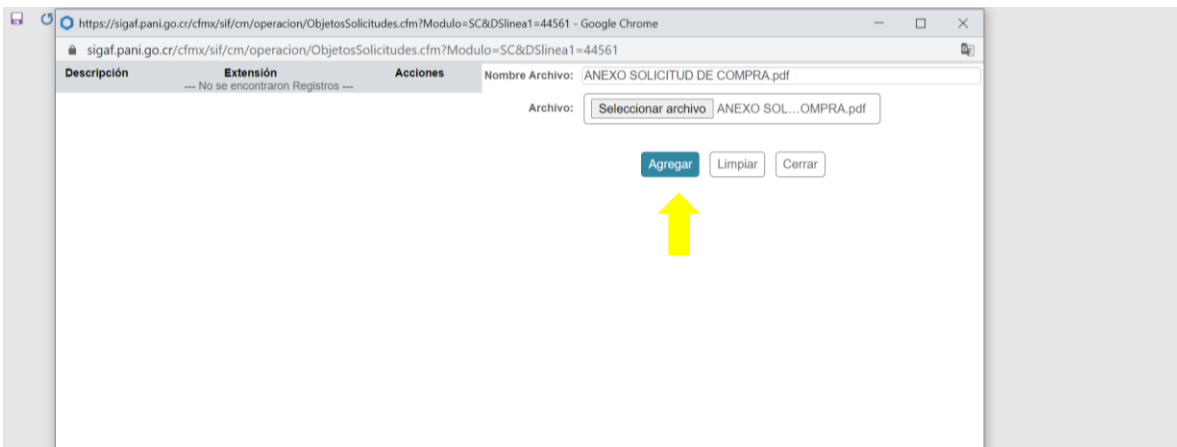 https://sigaf.pani.go.cr/cfmx/sif/cm/operacion/ObjetosSolicitudes.cfm?Modulo=SC&DSlinea1=44561 - Google Chrome
sigaf.pani.go.cr/cfmx/sif/cm/operacion/ObjetosSolicitudes.cfm?Modulo=SC&DSlinea1=44561
Descripción Extensión Acciones Nombre Archivo: ANEXO SOLICITUD DE COMPRA.pdf
--- No se encontraron Registros ---
Archivo: Seleccionar archivo ANEXO SOL...OMPRA.pdf
Agregar Limpiar Cerrar